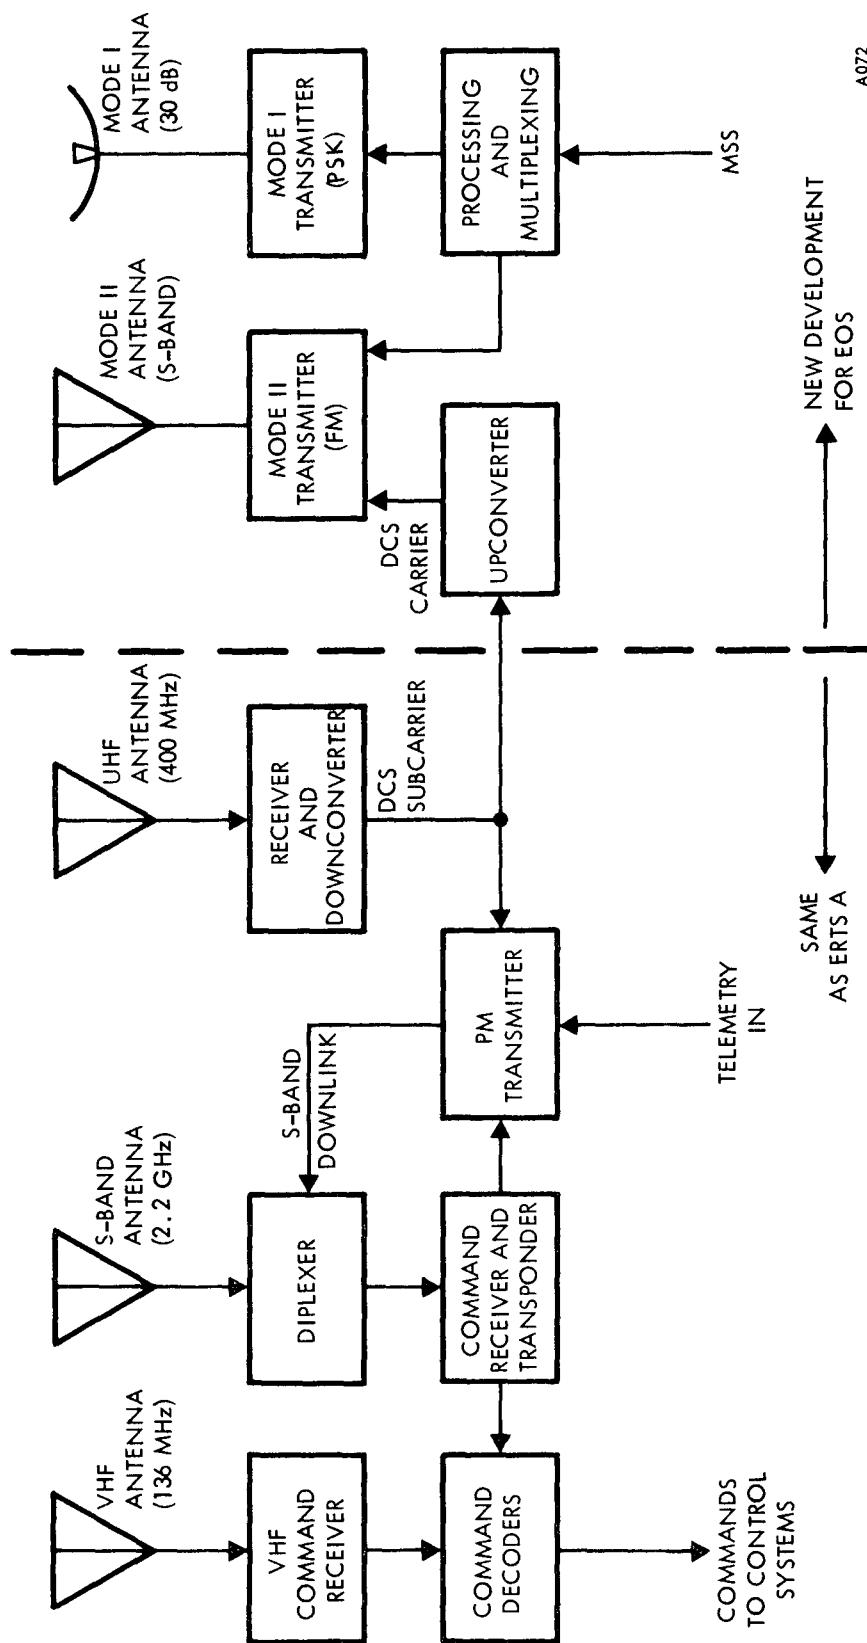 VHF
ANTENNA
(136 MHz)
S-BAND
ANTENNA
(2.2 GHz)
UHF
ANTENNA
(400 MHz)
MODE II
ANTENNA
(S-BAND)
MODE I
ANTENNA
(30 dB)
VHF
COMMAND
RECEIVER
DIPLEXER
S-BAND
DOWNLINK
RECEIVER
AND
DOWNCONVERTER
MODE II
TRANSMITTER
(FM)
MODE I
TRANSMITTER
(PSK)
DCS
SUBCARRIER
DCS
CARRIER
COMMAND
DECODERS
COMMAND
RECEIVER AND
TRANSPONDER
PM
TRANSMITTER
UPCONVERTER
PROCESSING
AND
MULTIPLEXING
COMMANDS
TO CONTROL
SYSTEMS
TELEMETRY
IN
MSS
SAME
AS ERTS A
NEW DEVELOPMENT
FOR EOS
A072